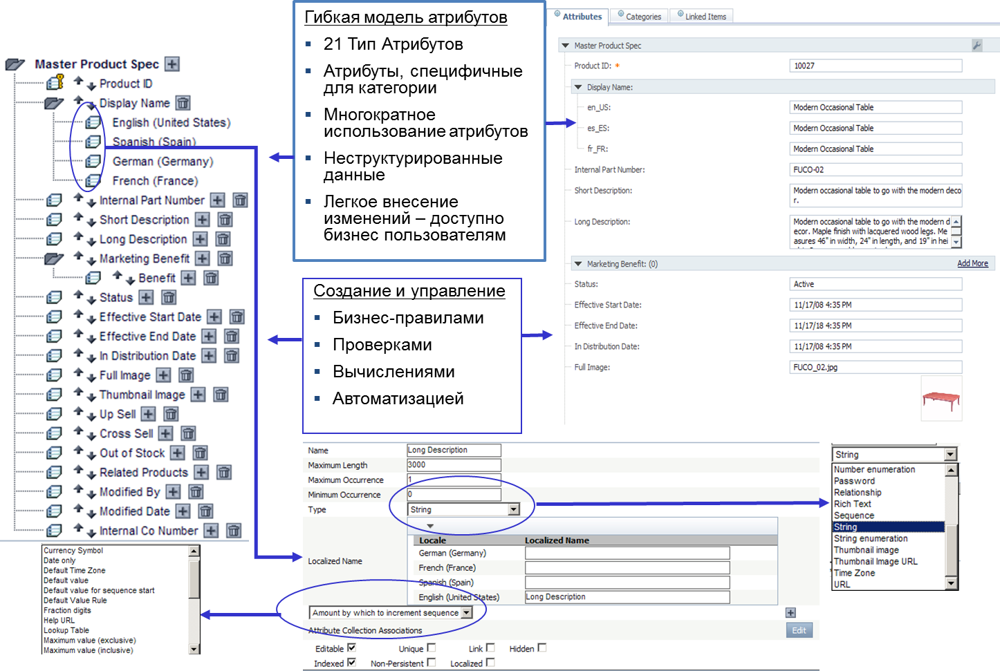 Master Product Spec
Product ID
Display Name
English (United States)
Spanish (Spain)
German (Germany)
French (France)
Internal Part Number
Short Description
Long Description
Marketing Benefit
Benefit
Status
Effective Start Date
Effective End Date
In Distribution Date
Full Image
Thumbnail Image
Up Sell
Cross Sell
Out of Stock
Related Products
Modified By
Modified Date
Internal Co Number
Currency Symbol
Date only
Default Time Zone
Default value
Default value for sequence start
Default Value Rule
Fraction digits
Help URL
Lookup Table
Maximum value (exclusive)
Maximum value (inclusive)
Гибкая модель атрибутов
21 Тип Атрибутов
Атрибуты, специфичные
для категории
Многократное
использование атрибутов
Неструктурированные
данные
Легкое внесение
изменений – доступно
бизнес пользователям
Создание и управление
Бизнес-правилами
Проверками
Вычислениями
Автоматизацией
Attributes Categories Linked Items
Master Product Spec
Product ID: * 10027
Display Name:
en_US: Modern Occasional Table
es_ES: Modern Occasional Table
fr_FR: Modern Occasional Table
Internal Part Number: FUCO-02
Short Description: Modern occasional table to go with the modern deco
r.
Long Description: Modern occasional table to go with the modern d
ecor. Maple finish with lacquered wood legs. Me
asures 46" in width, 24" in length, and 19" in hei
Marketing Benefit: (0) Add More
Status: Active
Effective Start Date: 11/17/08 4:35 PM
Effective End Date: 11/17/18 4:35 PM
In Distribution Date: 11/17/08 4:35 PM
Full Image: FUCO_02.jpg
Name Long Description
Maximum Length 3000
Maximum Occurrence 1
Minimum Occurrence 0
Type String
Locale Localized Name
German (Germany)
Localized Name
French (France)
Spanish (Spain)
English (United States) Long Description
Amount by which to increment sequence
Attribute Collection Associations Edit
Editable Unique Link Hidden
Indexed Non-Persistent Localized
String
Number enumeration
Password
Relationship
Rich Text
Sequence
String
String enumeration
Thumbnail image
Thumbnail Image URL
Time Zone
URL